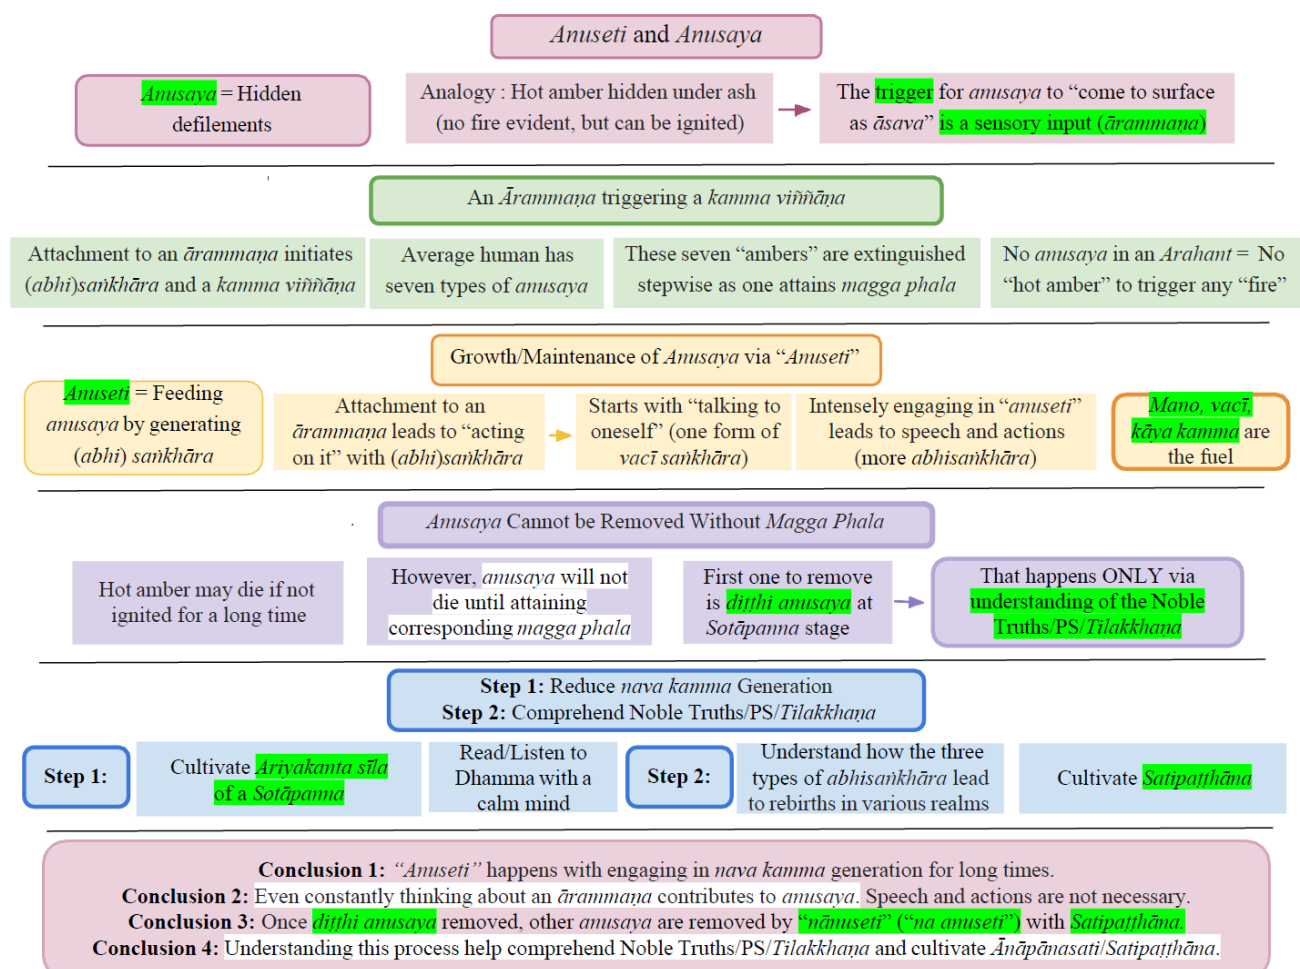 Anuseti and Anusaya
Anusaya = Hidden
defilements
Analogy : Hot amber hidden under ash
(no fire evident, but can be ignited)
The trigger for anusaya to “come to surface
as āsava” is a sensory input (ārammaṇa)
An Ārammaṇa triggering a kamma viññāṇa
Attachment to an ārammaṇa initiates
(abhi)saṅkhāra and a kamma viññāṇa
Average human has
seven types of anusaya
These seven “ambers” are extinguished
stepwise as one attains magga phala
No anusaya in an Arahant = No
“hot amber” to trigger any “fire”
Growth/Maintenance of Anusaya via “Anuseti”
Anuseti = Feeding
anusaya by generating
(abhi) saṅkhāra
Attachment to an
ārammaṇa leads to “acting
on it” with (abhi)saṅkhāra
Starts with “talking to
oneself” (one form of
vacī saṅkhāra)
Intensely engaging in “anuseti”
leads to speech and actions
(more abhisaṅkhāra)
Mano, vacī,
kāya kamma are
the fuel
Anusaya Cannot be Removed Without Magga Phala
Hot amber may die if not
ignited for a long time
However, anusaya will not
die until attaining
corresponding magga phala
First one to remove
is diṭṭhi anusaya at
Sotāpanna stage
That happens ONLY via
understanding of the Noble
Truths/PS/Tilakkhaṇa
Step 1: Reduce nava kamma Generation
Step 2: Comprehend Noble Truths/PS/Tilakkhaṇa
Step 1:
Cultivate Ariyakanta sīla
of a Sotāpanna
Read/Listen to
Dhamma with a
calm mind
Step 2:
Understand how the three
types of abhisaṅkhāra lead
to rebirths in various realms
Cultivate Satipaṭṭhāna
Conclusion 1: “Anuseti” happens with engaging in nava kamma generation for long times.
Conclusion 2: Even constantly thinking about an ārammaṇa contributes to anusaya. Speech and actions are not necessary.
Conclusion 3: Once diṭṭhi anusaya removed, other anusaya are removed by “nānuseti” (“na anuseti”) with Satipaṭṭhāna.
Conclusion 4: Understanding this process help comprehend Noble Truths/PS/Tilakkhaṇa and cultivate Ānāpānasati/Satipaṭṭhāna.